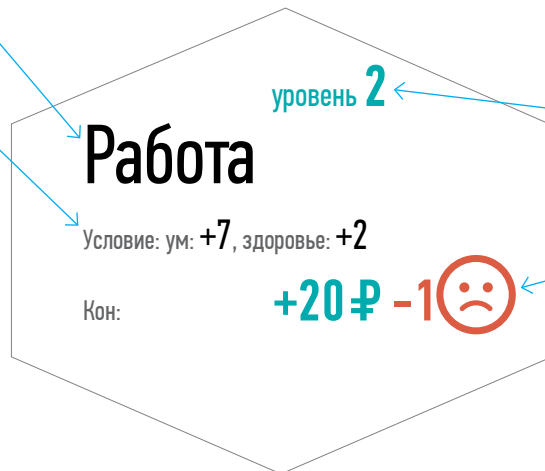 уровень 2
Работа
Условие: ум: +7, здоровье: +2
Кон: +20 ₽ -1